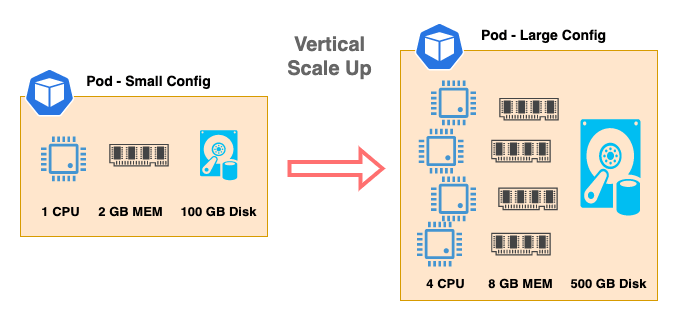 Vertical
Scale Up
Pod - Small Config
1 CPU
2 GB MEM
100 GB Disk
Pod - Large Config
4 CPU
8 GB MEM
500 GB Disk